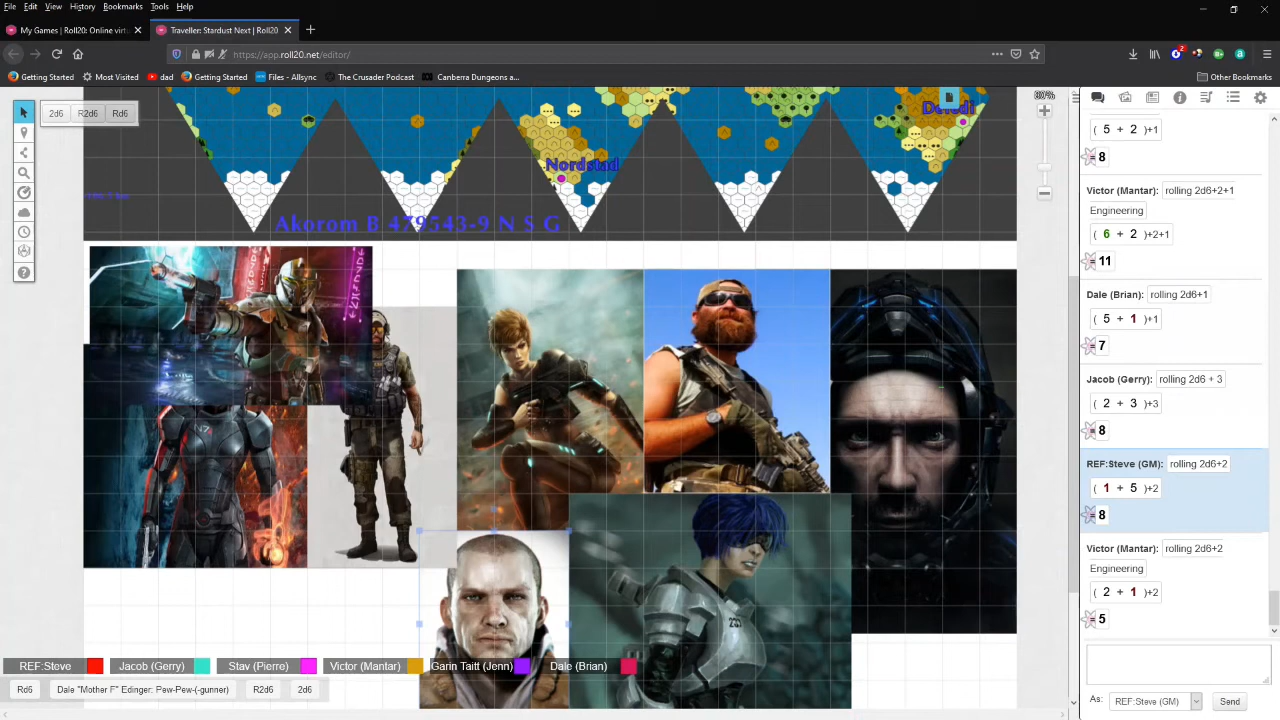 File Edit View History Bookmarks Tools Help
My Games | Roll20: Online virtu
Traveller: Stardust Next | Roll20
https://app.roll20.net/editor/
Getting Started
Most Visited
dad
Getting Started
Files - Allsync
The Crusader Podcast
Canberra Dungeons a...
Other Bookmarks
2d6 R2d6 Rd6
80%
Nordstad
Akorom B 479543-9 N S G
N7
REF:Steve
Jacob (Gerry)
Stav (Pierre)
Victor (Mantar)
Garin Taitt (Jenn)
Dale (Brian)
Rd6
Dale "Mother F" Edinger: Pew-Pew-(-gunner)
R2d6
2d6
( 5 + 2 )+1
8
Victor (Mantar): rolling 2d6+2+1
Engineering
( 6 + 2 )+2+1
11
Dale (Brian): rolling 2d6+1
( 5 + 1 )+1
7
Jacob (Gerry): rolling 2d6 + 3
( 2 + 3 )+3
8
REF:Steve (GM): rolling 2d6+2
( 1 + 5 )+2
8
Victor (Mantar): rolling 2d6+2
Engineering
( 2 + 1 )+2
5
As: REF:Steve (GM) Send